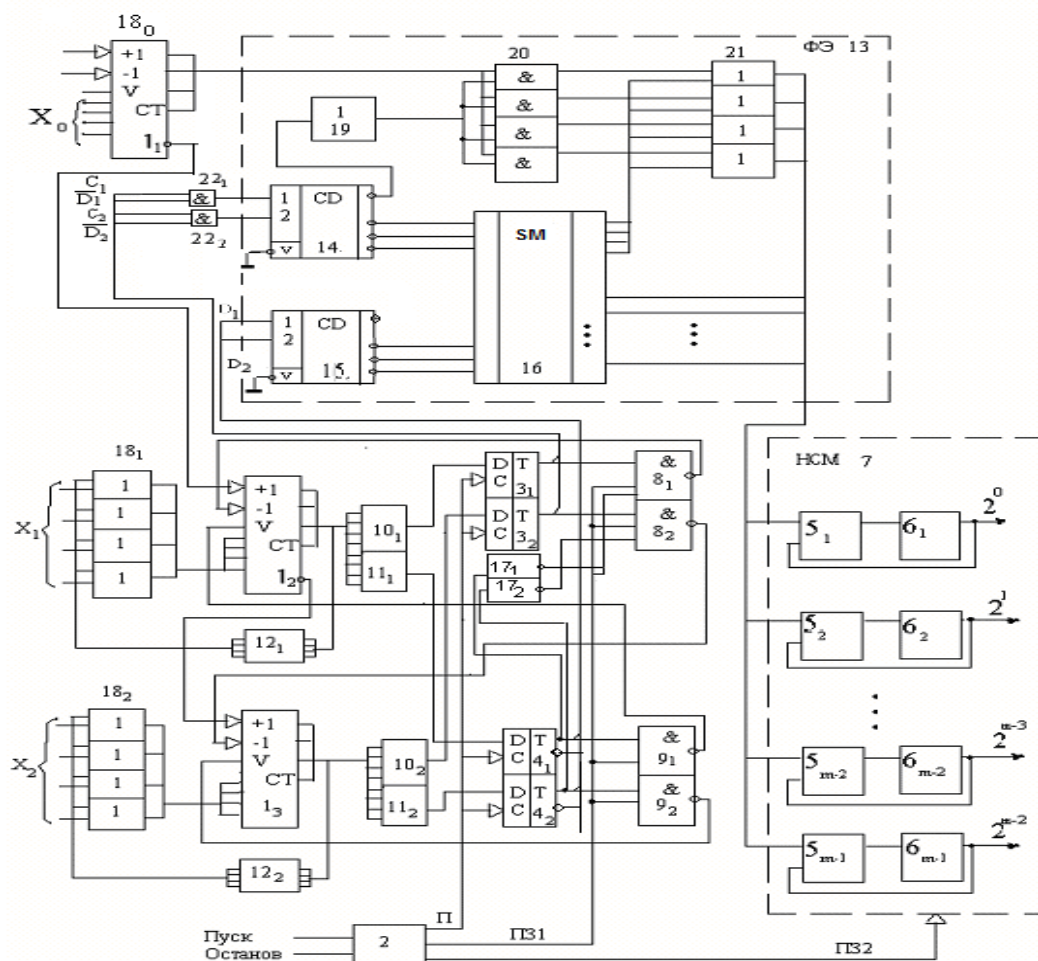 18₀
ФЭ 13
+1
-1
V
CT
1₁
X₀
20
&
&
&
&
21
1
1
1
1
1
19
C₁
D̅₁
C₂
D̅₂
&
22₁
&
22₂
1
2
V
CD
14.
SM
16
D₁
D₂
1
2
V
CD
15.
18₁
X₁
1
1
1
1
+1
-1
V
CT
1₂
10₁
11₁
D T
C 3₁
D T
C 3₂
17₁
17₂
&
8₁
&
8₂
12₁
НСМ 7
5₁
6₁
2⁰
5₂
6₂
2¹
5ₘ₋₂
6ₘ₋₂
2ᵐ⁻³
5ₘ₋₁
6ₘ₋₁
2ᵐ⁻²
18₂
X₂
1
1
1
1
+1
-1
V
CT
1₃
10₂
11₂
D T
C 4₁
D T
C 4₂
&
9₁
&
9₂
12₂
Пуск
Останов
2
П
ПЗ1
ПЗ2